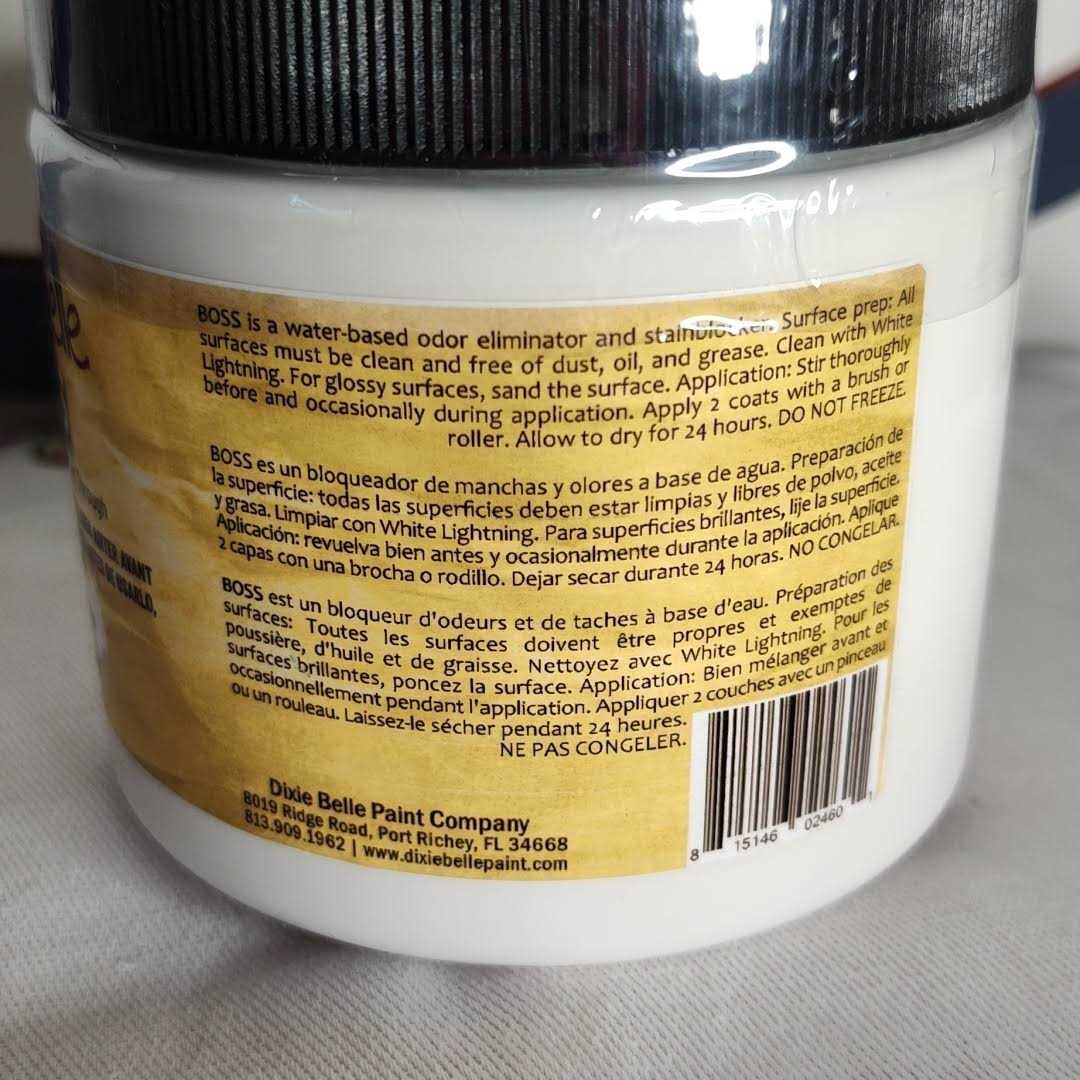 elle
BOSS is a water-based odor eliminator and stainblocker. Surface prep: All
surfaces must be clean and free of dust, oil, and grease. Clean with White
Lightning. For glossy surfaces, sand the surface. Application: Stir thoroughly
before and occasionally during application. Apply 2 coats with a brush or
roller. Allow to dry for 24 hours. DO NOT FREEZE.
BOSS es un bloqueador de manchas y olores a base de agua. Preparación de
la superficie: todas las superficies deben estar limpias y libres de polvo, aceite
y grasa. Limpiar con White Lightning. Para superficies brillantes, lije la superficie.
Aplicación: revuelva bien antes y ocasionalmente durante la aplicación. Aplique
2 capas con una brocha o rodillo. Dejar secar durante 24 horas. NO CONGELAR.
BOSS est un bloqueur d'odeurs et de taches à base d'eau. Préparation des
surfaces: Toutes les surfaces doivent être propres et exemptes de
poussière, d'huile et de graisse. Nettoyez avec White Lightning. Pour les
surfaces brillantes, poncez la surface. Application: Bien mélanger avant et
occasionnellement pendant l'application. Appliquer 2 couches avec un pinceau
ou un rouleau. Laissez-le sécher pendant 24 heures.
NE PAS CONGELER.
AVANT
DE USARLO,
Dixie Belle Paint Company
8019 Ridge Road, Port Richey, FL 34668
813.909.1962 | www.dixiebellepaint.com
8 15146 02460 1